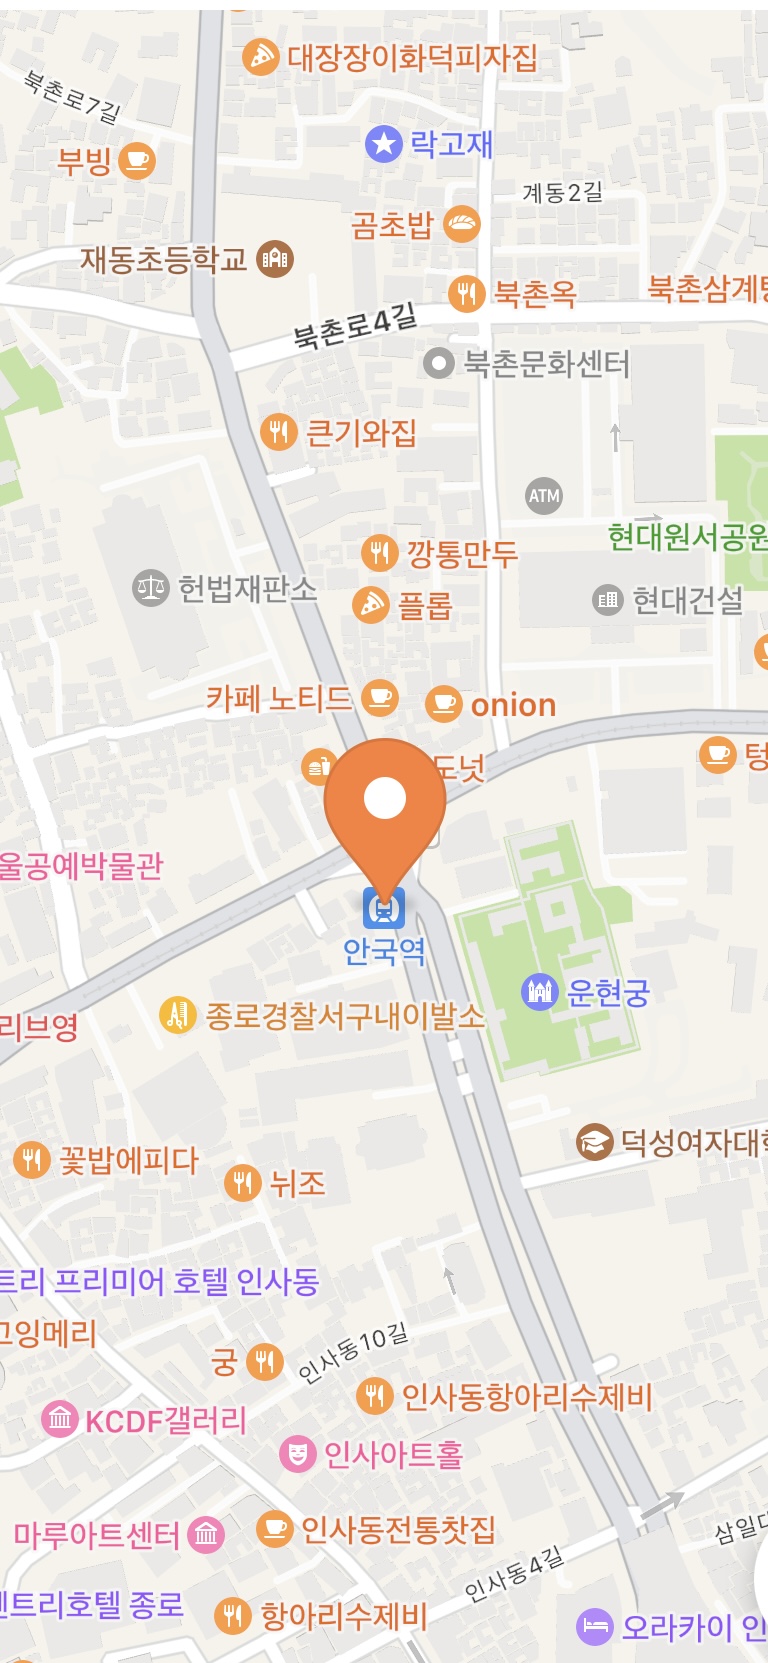 대장장이화덕피자집
북촌로7길
락고재
부빙
계동2길
곰초밥
재동초등학교
북촌옥
북촌삼계탕
북촌로4길
북촌문화센터
큰기와집
ATM
현대원서공원
깡통만두
헌법재판소
플롭
현대건설
카페 노티드
onion
도넛
텅
울공예박물관
안국역
운현궁
종로경찰서구내이발소
리브영
덕성여자대학
꽃밥에피다
뉘조
트리 프리미어 호텔 인사동
고잉메리
인사동10길
궁
인사동항아리수제비
KCDF갤러리
인사아트홀
인사동전통찻집
마루아트센터
삼일대
인사동4길
센트리호텔 종로
항아리수제비
오라카이 인